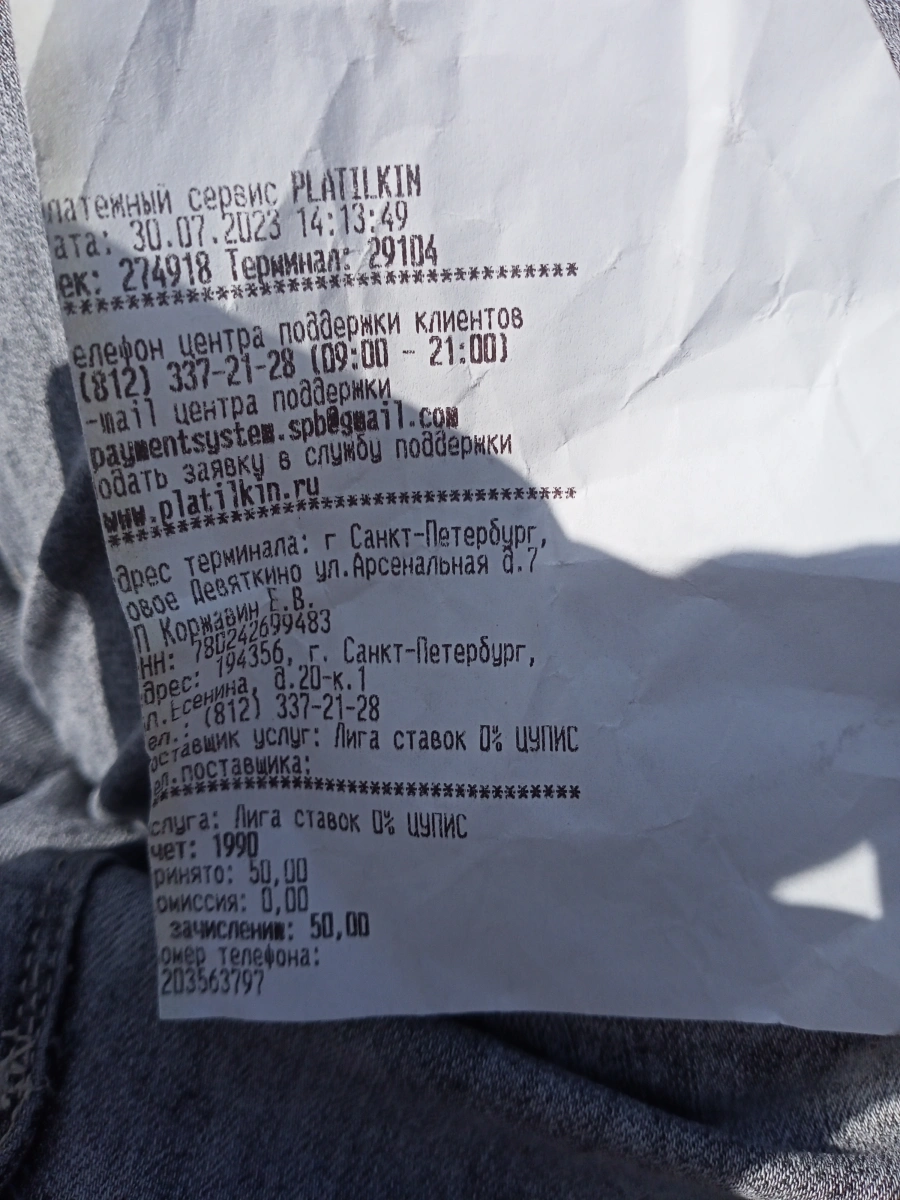 латежный сервис PLATILKIN
ата: 30.07.2023 14:13:49
ек: 274918 Терминал: 29104
************************************
елефон центра поддержки клиентов
(812) 337-21-28 (09:00 - 21:00)
-mail центра поддержки
paymentsystem.spb@gmail.com
одать заявку в службу поддержки
www.platilkin.ru
************************************
дрес терминала: г Санкт-Петербург,
овое Девяткино ул.Арсенальная д.7
П Коржавин Е.В.
НН: 780242699483
дрес: 194356, г. Санкт-Петербург,
л.Есенина, д.20-к.1
ел.: (812) 337-21-28
оставщик услуг: Лига ставок 0% ЦУПИС
ел.поставщика:
************************************
слуга: Лига ставок 0% ЦУПИС
чет: 1990
ринято: 50,00
омиссия: 0,00
зачислению: 50,00
омер телефона:
203563797